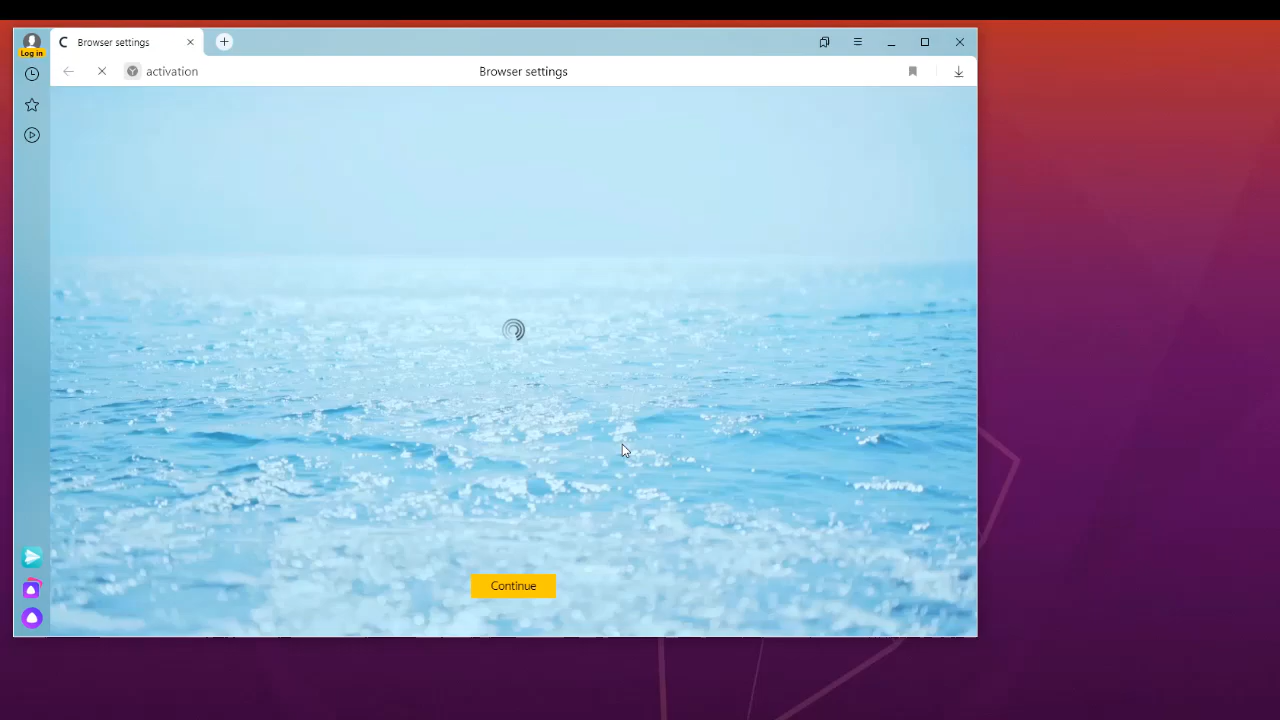 Browser settings
Log in
activation
Browser settings
Continue